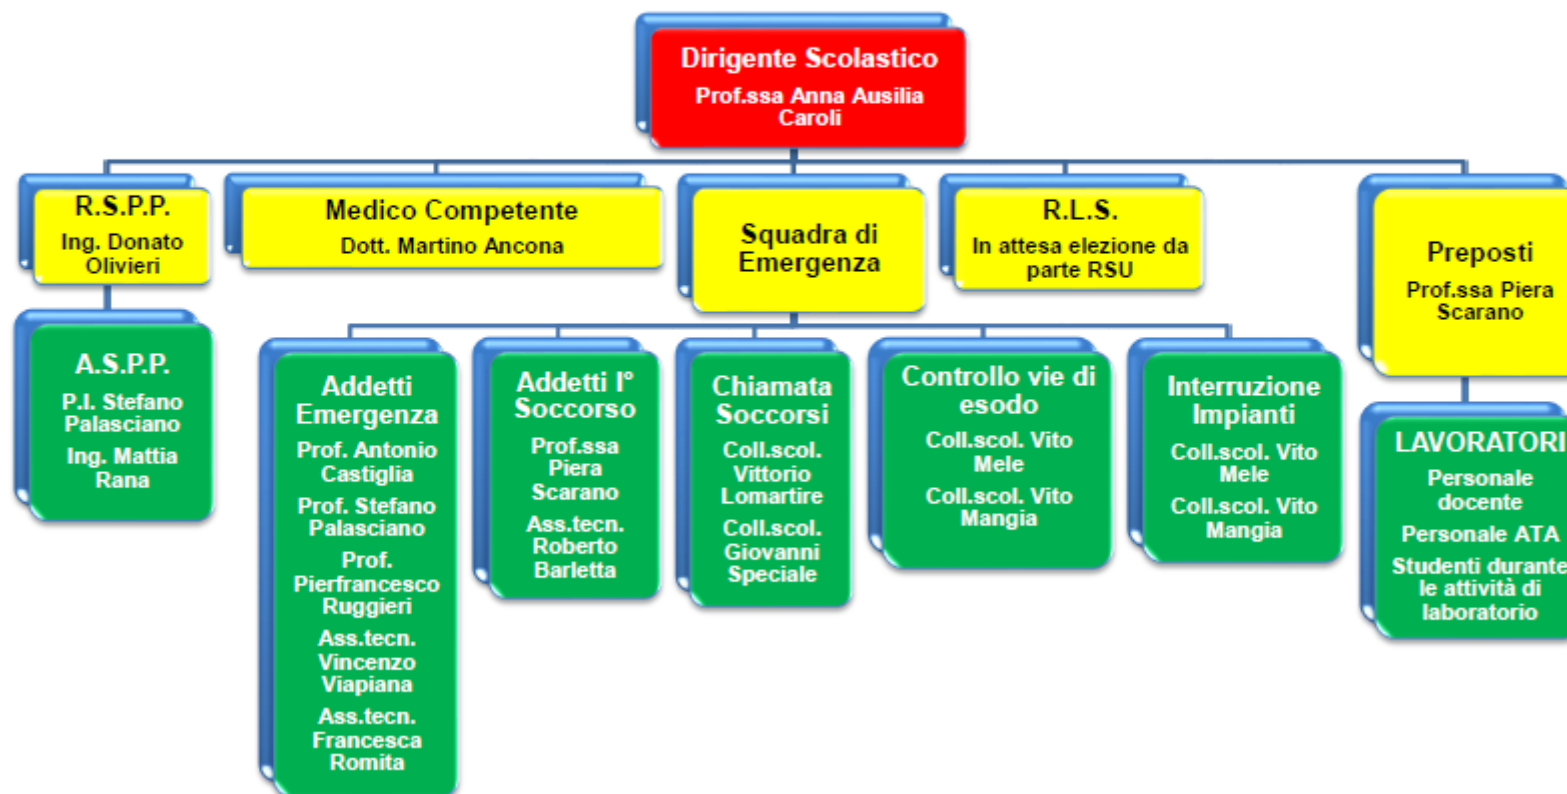 Dirigente Scolastico
Prof.ssa Anna Ausilia
Caroli
R.S.P.P.
Ing. Donato
Olivieri
Medico Competente
Dott. Martino Ancona
Squadra di
Emergenza
R.L.S.
In attesa elezione da
parte RSU
Preposti
Prof.ssa Piera
Scarano
A.S.P.P.
P.I. Stefano
Palasciano
Ing. Mattia
Rana
Addetti
Emergenza
Prof. Antonio
Castiglia
Prof. Stefano
Palasciano
Prof.
Pierfrancesco
Ruggieri
Ass.tecn.
Vincenzo
Viapiana
Ass.tecn.
Francesca
Romita
Addetti I°
Soccorso
Prof.ssa
Piera
Scarano
Ass.tecn.
Roberto
Barletta
Chiamata
Soccorsi
Coll.scol.
Vittorio
Lomartire
Coll.scol.
Giovanni
Speciale
Controllo vie di
esodo
Coll.scol. Vito
Mele
Coll.scol. Vito
Mangia
Interruzione
Impianti
Coll.scol. Vito
Mele
Coll.scol. Vito
Mangia
LAVORATORI
Personale
docente
Personale ATA
Studenti durante
le attività di
laboratorio